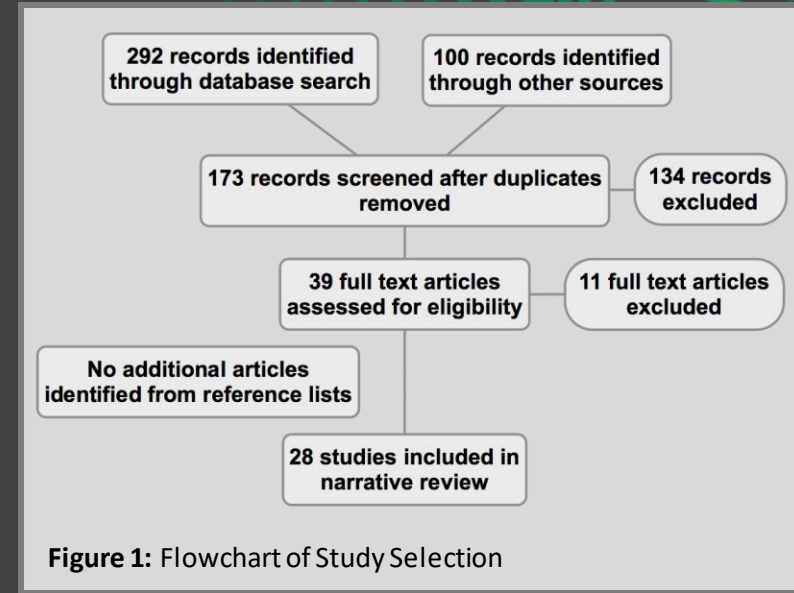 292 records identified
through database search
100 records identified
through other sources
173 records screened after duplicates
removed
134 records
excluded
39 full text articles
assessed for eligibility
11 full text articles
excluded
No additional articles
identified from reference lists
28 studies included in
narrative review
Figure 1: Flowchart of Study Selection